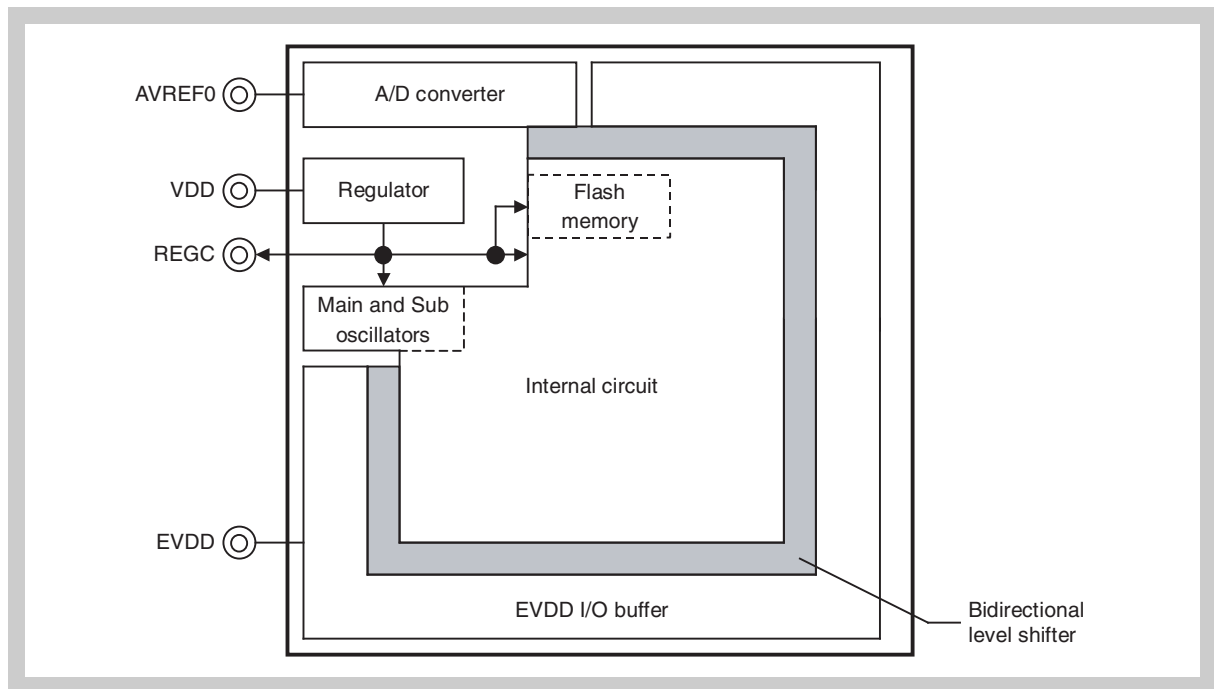 AVREF0
A/D converter
VDD
Regulator
Flash
memory
REGC
Main and Sub
oscillators
Internal circuit
EVDD
EVDD I/O buffer
Bidirectional
level shifter